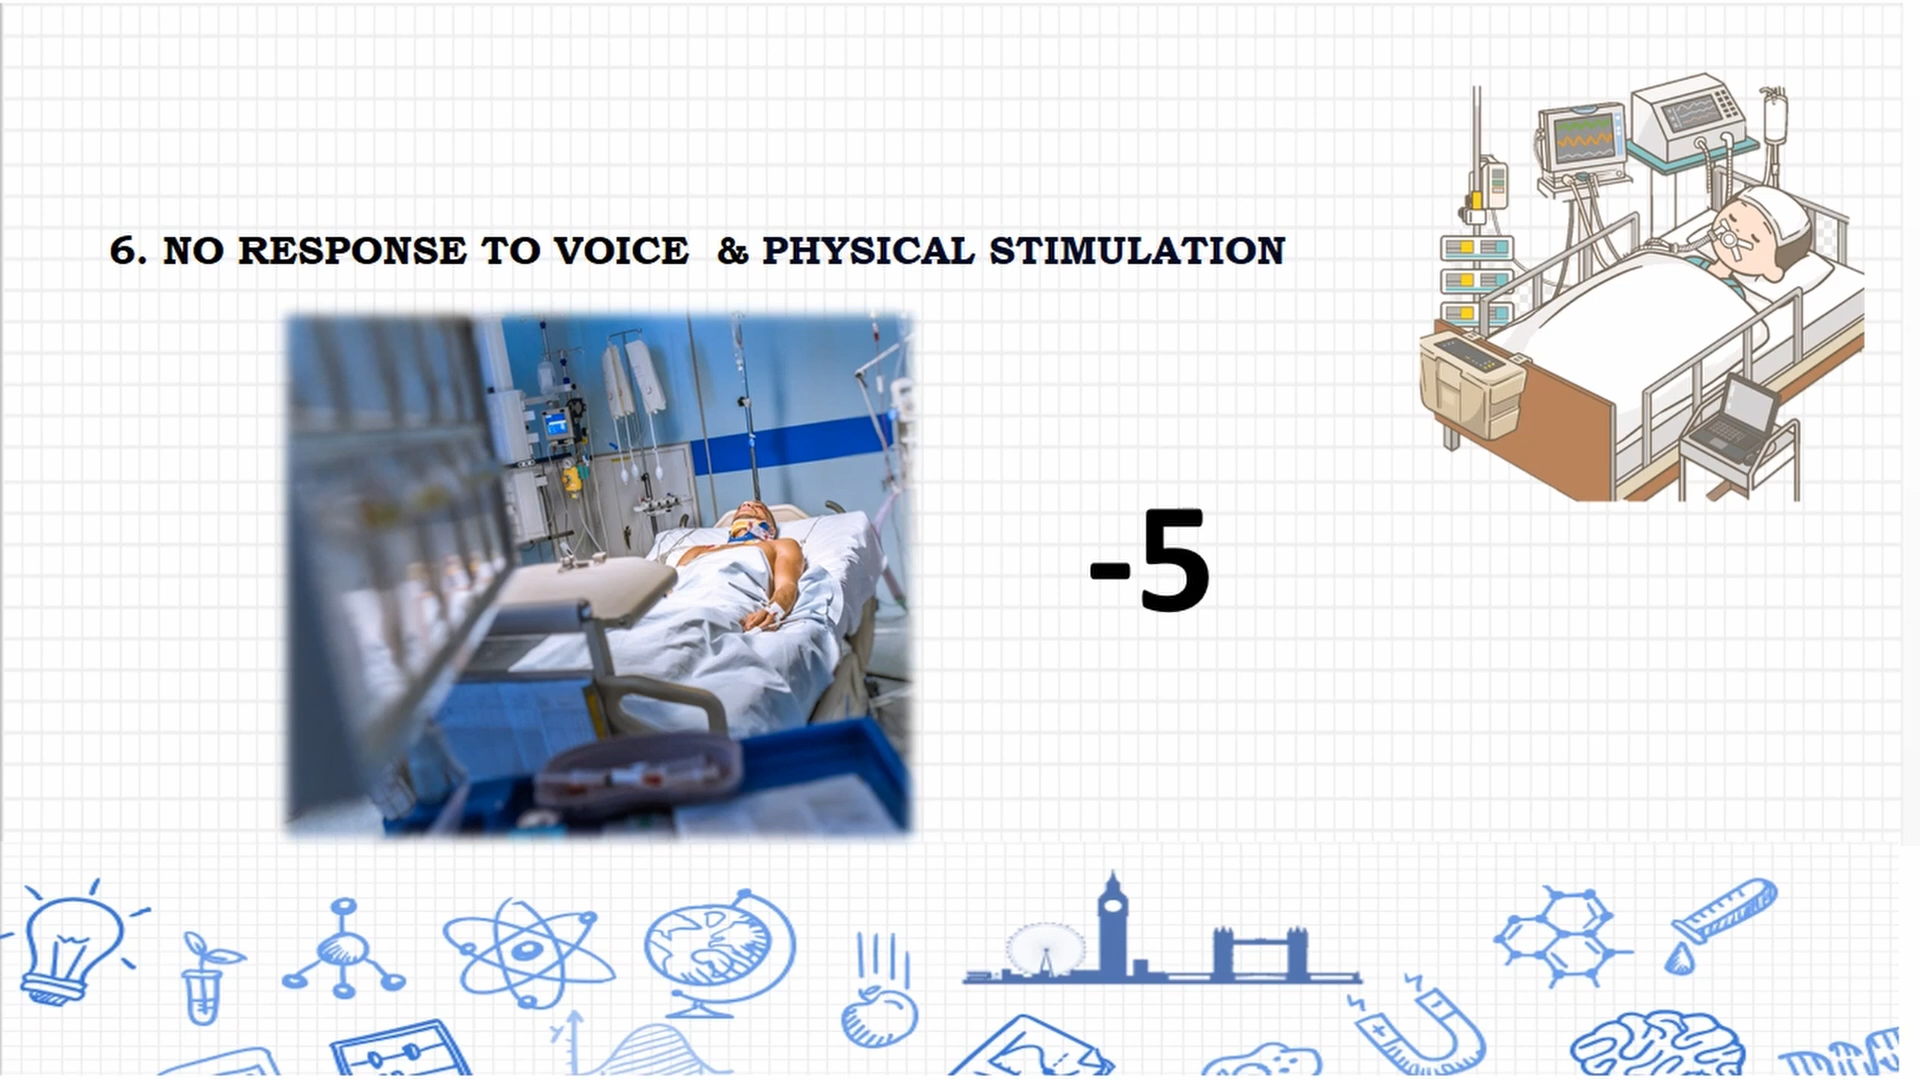 6. NO RESPONSE TO VOICE & PHYSICAL STIMULATION
-5